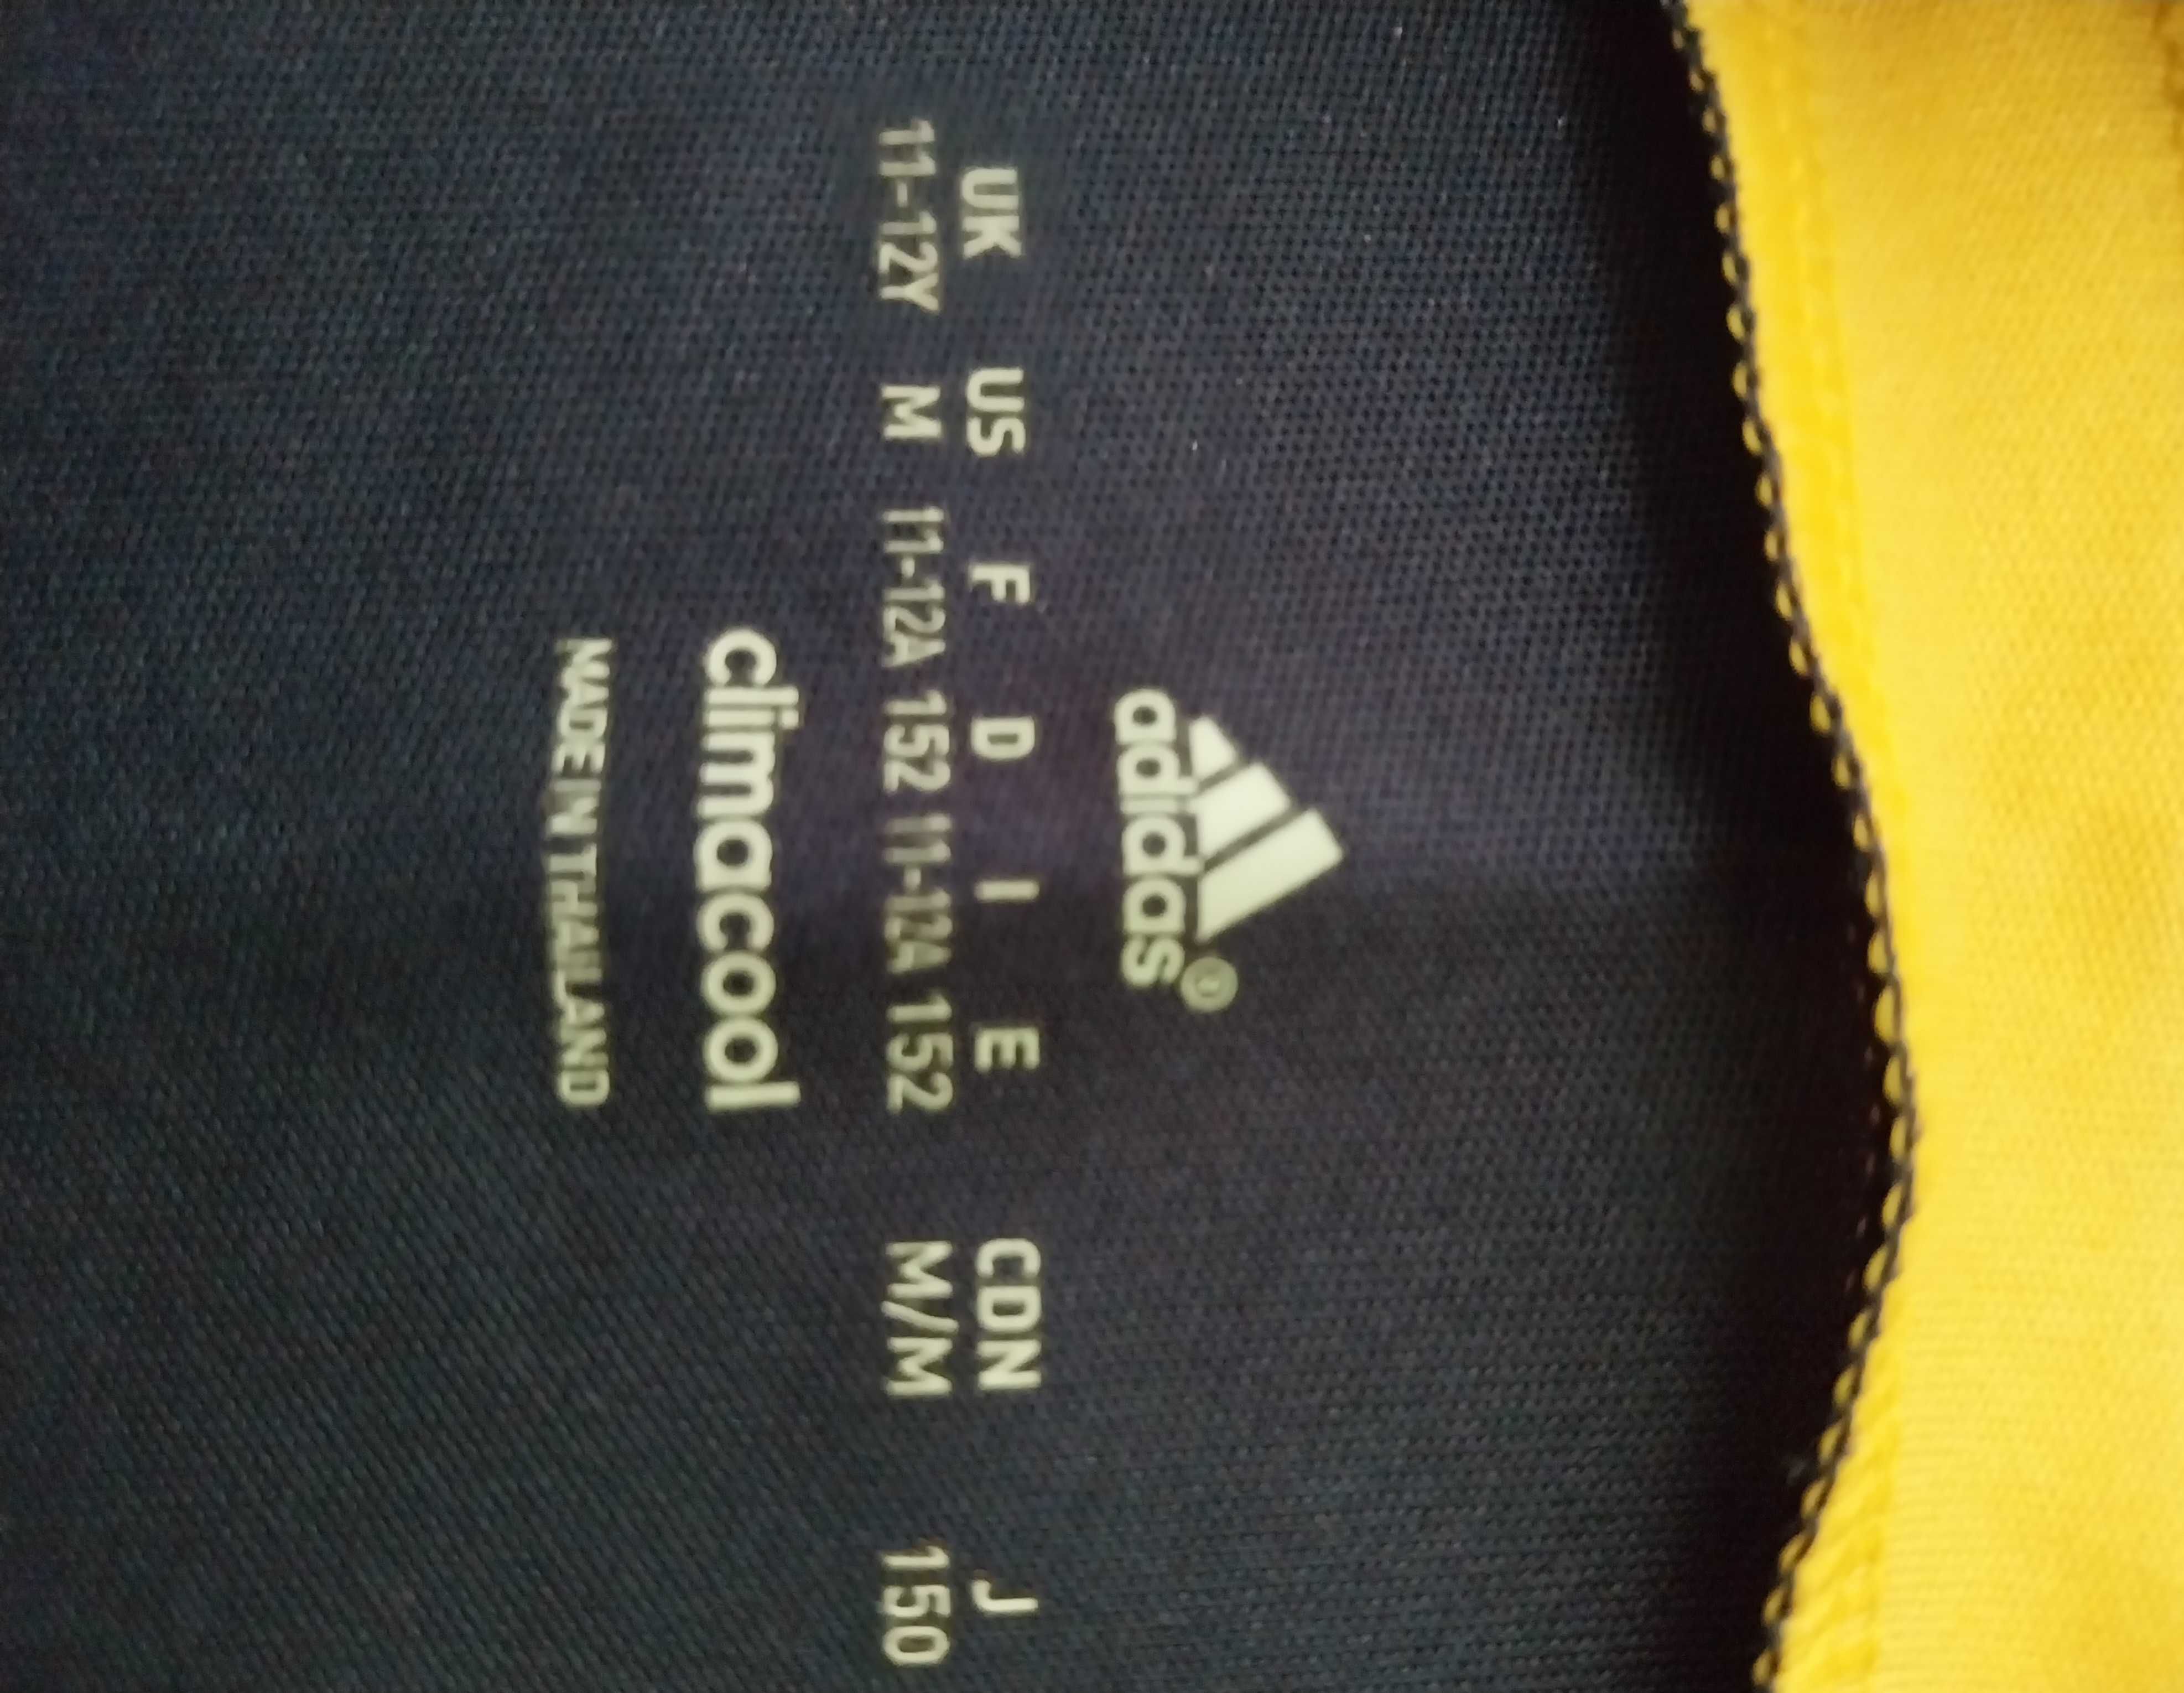 adidas®
UK US F D I E CDN J
11-12Y M 11-12A 152 11-12A 152 M/M 150
climacool
MADE IN THAILAND